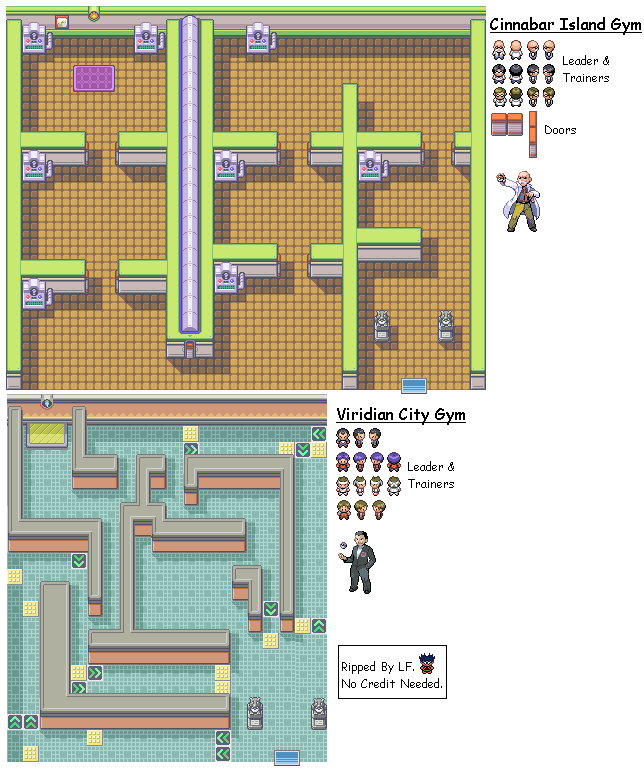 Cinnabar Island Gym
Leader &
Trainers
Doors
Viridian City Gym
Leader &
Trainers
Ripped By LF.
No Credit Needed.